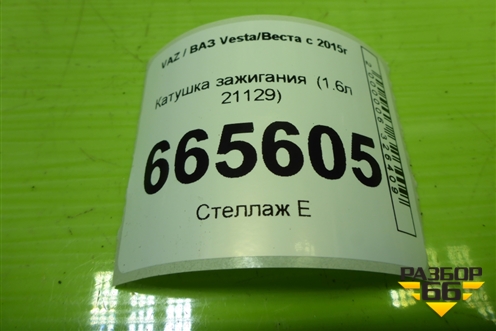 VAZ / ВАЗ Vesta/Веста с 2015г
Катушка зажигания (1.6л
21129)
665605
Стеллаж Е
РАЗБОР
66